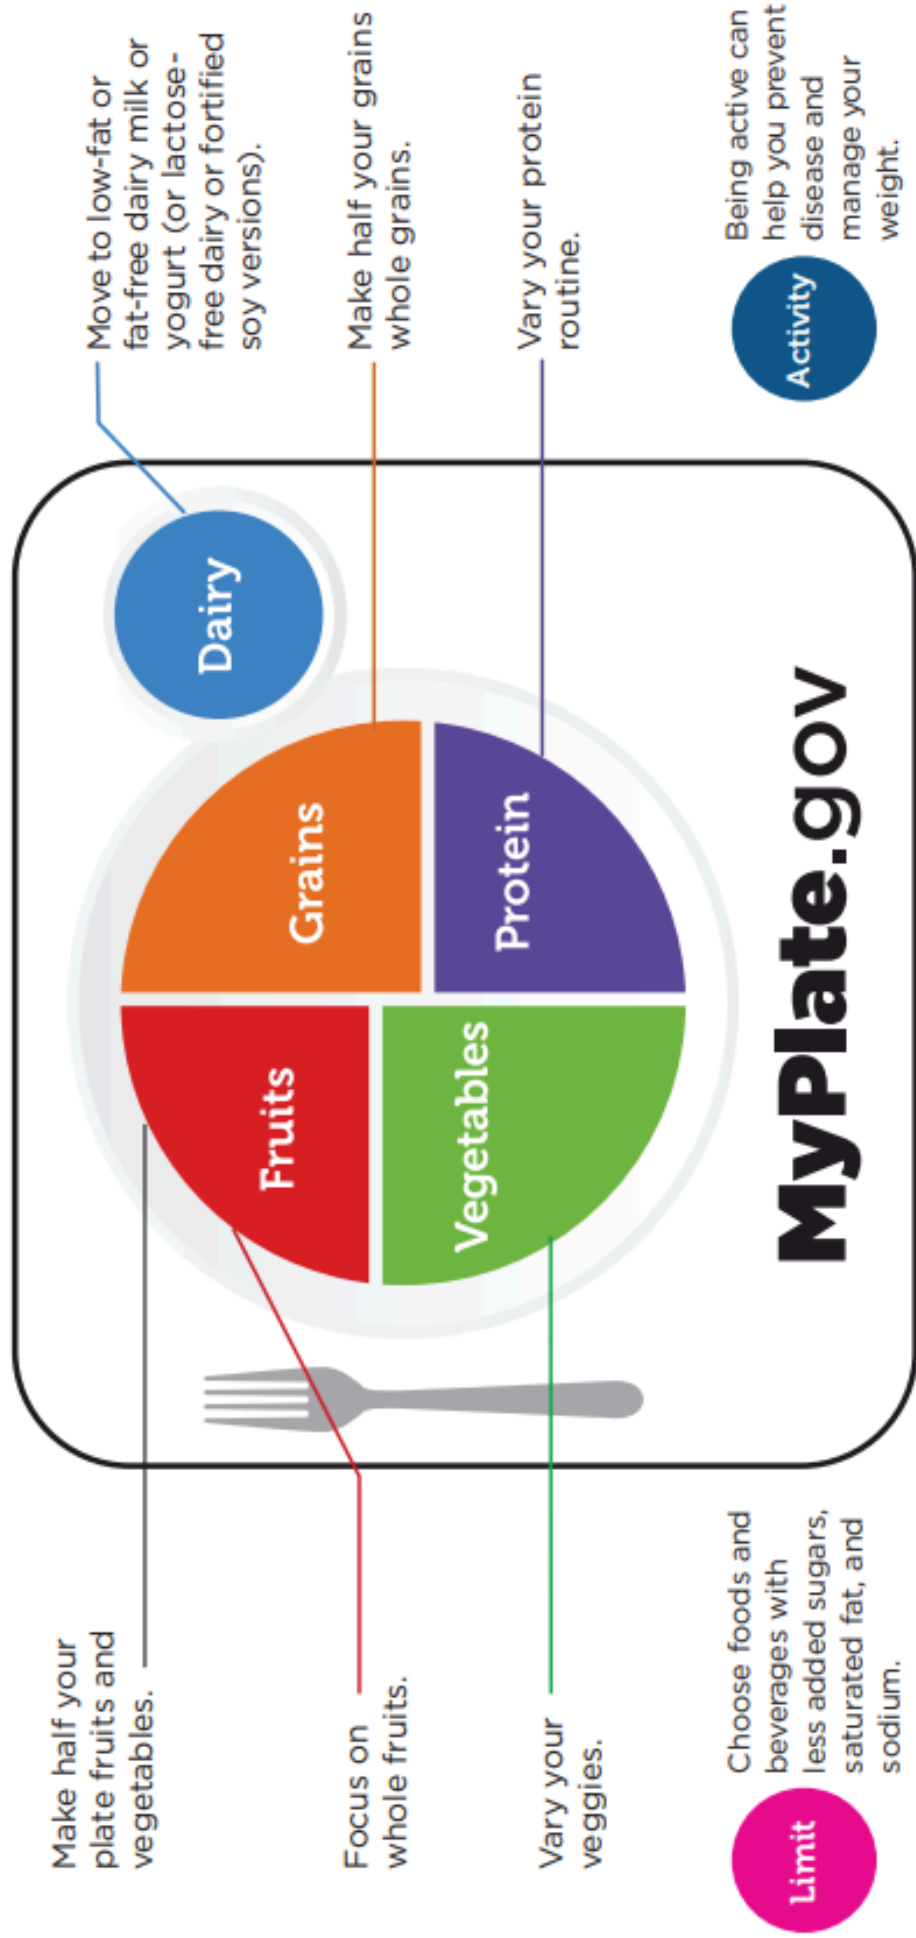 Make half your
plate fruits and
vegetables.
Focus on
whole fruits.
Vary your
veggies.
Limit
Choose foods and
beverages with
less added sugars,
saturated fat, and
sodium.
Fruits
Vegetables
Grains
Protein
Dairy
MyPlate.gov
Move to low-fat or
fat-free dairy milk or
yogurt (or lactose-
free dairy or fortified
soy versions).
Make half your grains
whole grains.
Vary your protein
routine.
Activity
Being active can
help you prevent
disease and
manage your
weight.